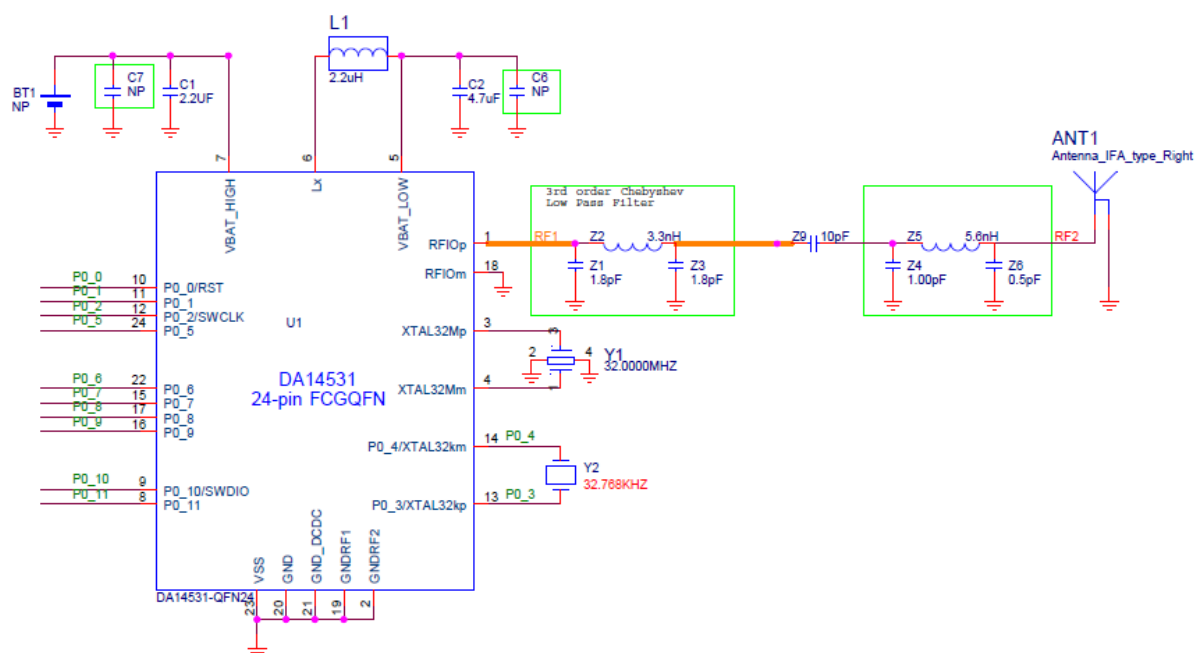 L1
2.2uH
BT1
NP
C7
NP
C1
2.2UF
C2
4.7uF
C6
NP
7
6
5
VBAT_HIGH
Lx
VBAT_LOW
ANT1
Antenna_IFA_type_Right
3rd order Chebyshev
Low Pass Filter
RFIOp
1
RF1
Z2
3.3nH
Z9
10pF
Z5
5.6nH
RF2
Z1
1.8pF
Z3
1.8pF
Z4
1.00pF
Z6
0.5pF
RFIOm
18
P0_0
10
P0_0/RST
P0_1
11
P0_1
P0_2
12
P0_2/SWCLK
P0_5
24
P0_5
U1
DA14531
24-pin FCGQFN
XTAL32Mp
3
3
2
4
Y1
32.0000MHZ
1
XTAL32Mm
4
P0_6
22
P0_6
P0_7
15
P0_7
P0_8
17
P0_8
P0_9
16
P0_9
P0_4/XTAL32km
14
P0_4
Y2
32.768KHZ
P0_3/XTAL32kp
13
P0_3
P0_10
9
P0_10/SWDIO
P0_11
8
P0_11
VSS
GND
GND_DCDC
GNDRF1
GNDRF2
DA14531-QFN24
23
20
21
19
2